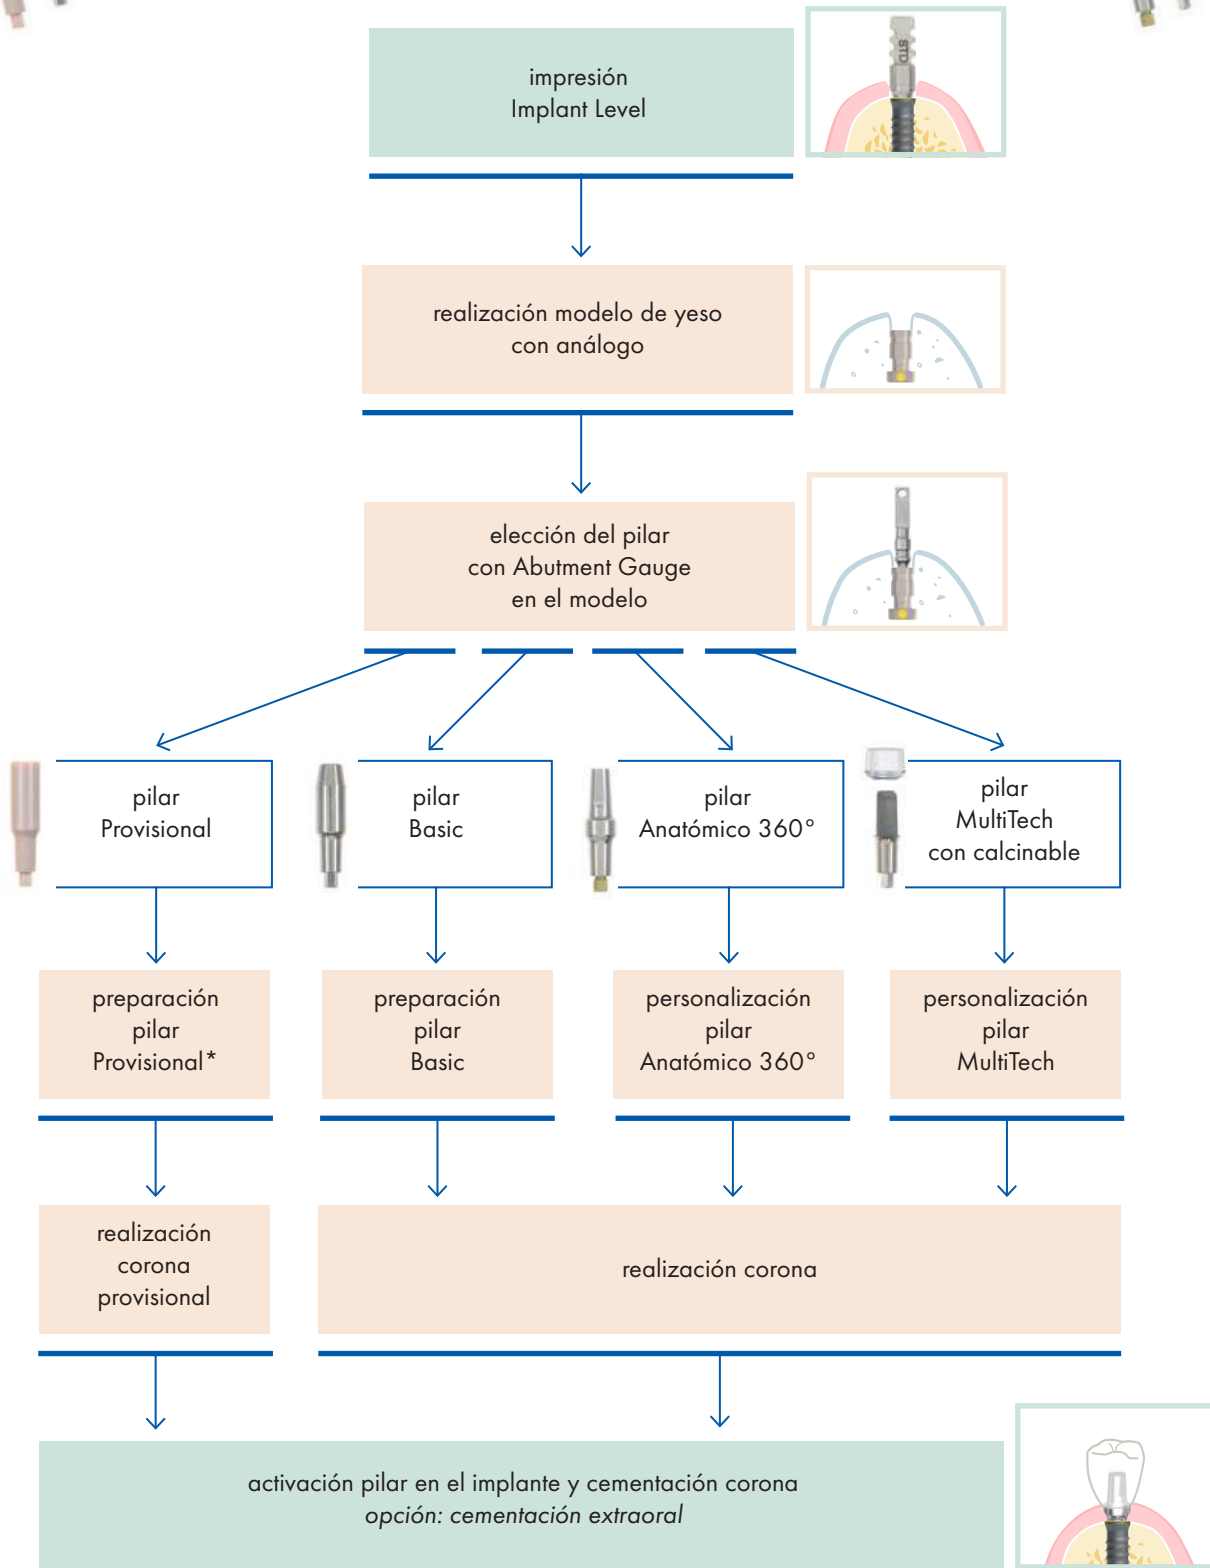 impresión
Implant Level
STD
realización modelo de yeso
con análogo
elección del pilar
con Abutment Gauge
en el modelo
pilar
Provisional
pilar
Basic
pilar
Anatómico 360°
pilar
MultiTech
con calcinable
preparación
pilar
Provisional*
preparación
pilar
Basic
personalización
pilar
Anatómico 360°
personalización
pilar
MultiTech
realización
corona
provisional
realización corona
activación pilar en el implante y cementación corona
opción: cementación extraoral